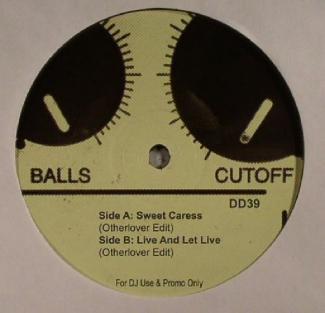 BALLS CUTOFF
DD39
Side A: Sweet Caress
(Otherlover Edit)
Side B: Live And Let Live
(Otherlover Edit)
For DJ Use & Promo Only